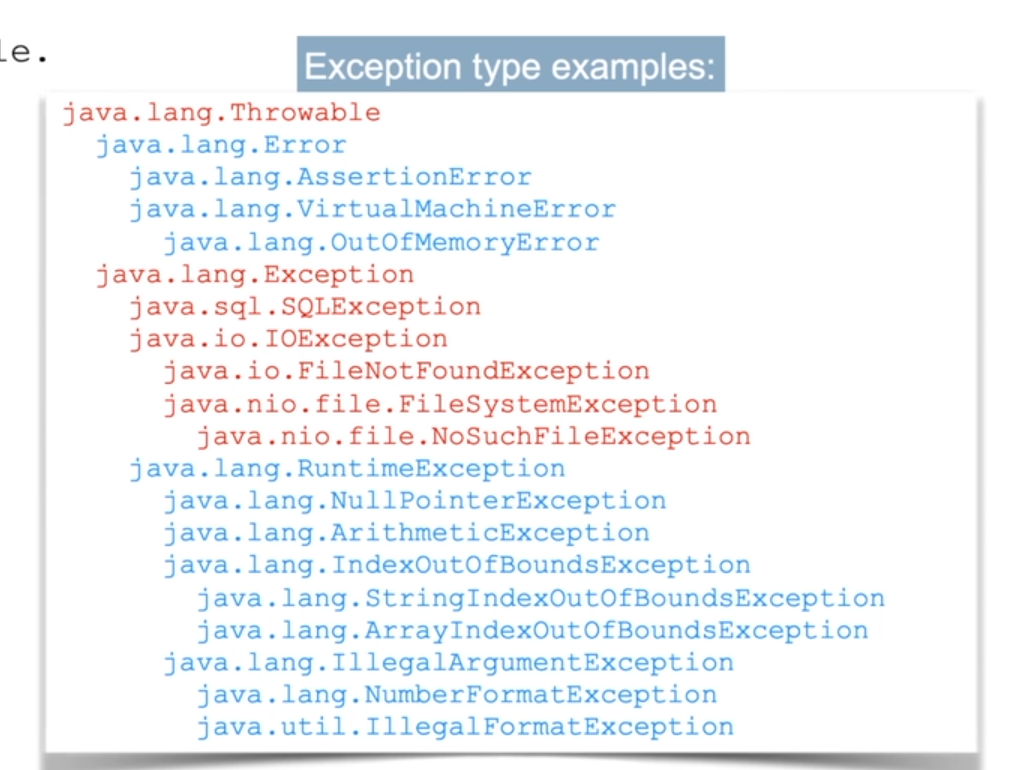 le.
Exception type examples:
java.lang.Throwable
java.lang.Error
java.lang.AssertionError
java.lang.VirtualMachineError
java.lang.OutOfMemoryError
java.lang.Exception
java.sql.SQLException
java.io.IOException
java.io.FileNotFoundException
java.nio.file.FileSystemException
java.nio.file.NoSuchFileException
java.lang.RuntimeException
java.lang.NullPointerException
java.lang.ArithmeticException
java.lang.IndexOutOfBoundsException
java.lang.StringIndexOutOfBoundsException
java.lang.ArrayIndexOutOfBoundsException
java.lang.IllegalArgumentException
java.lang.NumberFormatException
java.util.IllegalFormatException